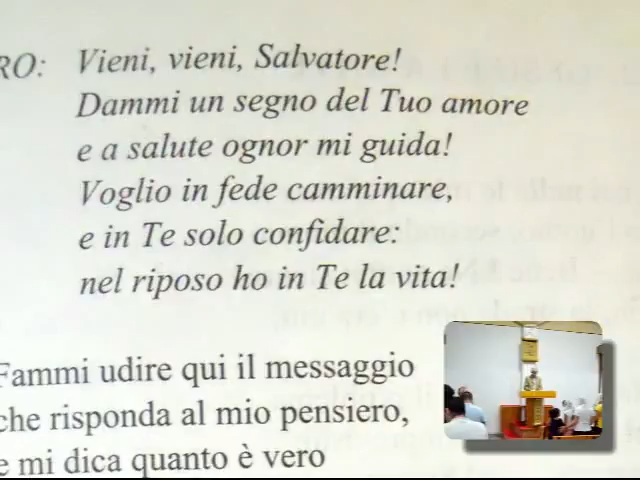 RO: Vieni, vieni, Salvatore!
Dammi un segno del Tuo amore
e a salute ognor mi guida!
Voglio in fede camminare,
e in Te solo confidare:
nel riposo ho in Te la vita!
Fammi udire qui il messaggio
che risponda al mio pensiero,
e mi dica quanto è vero